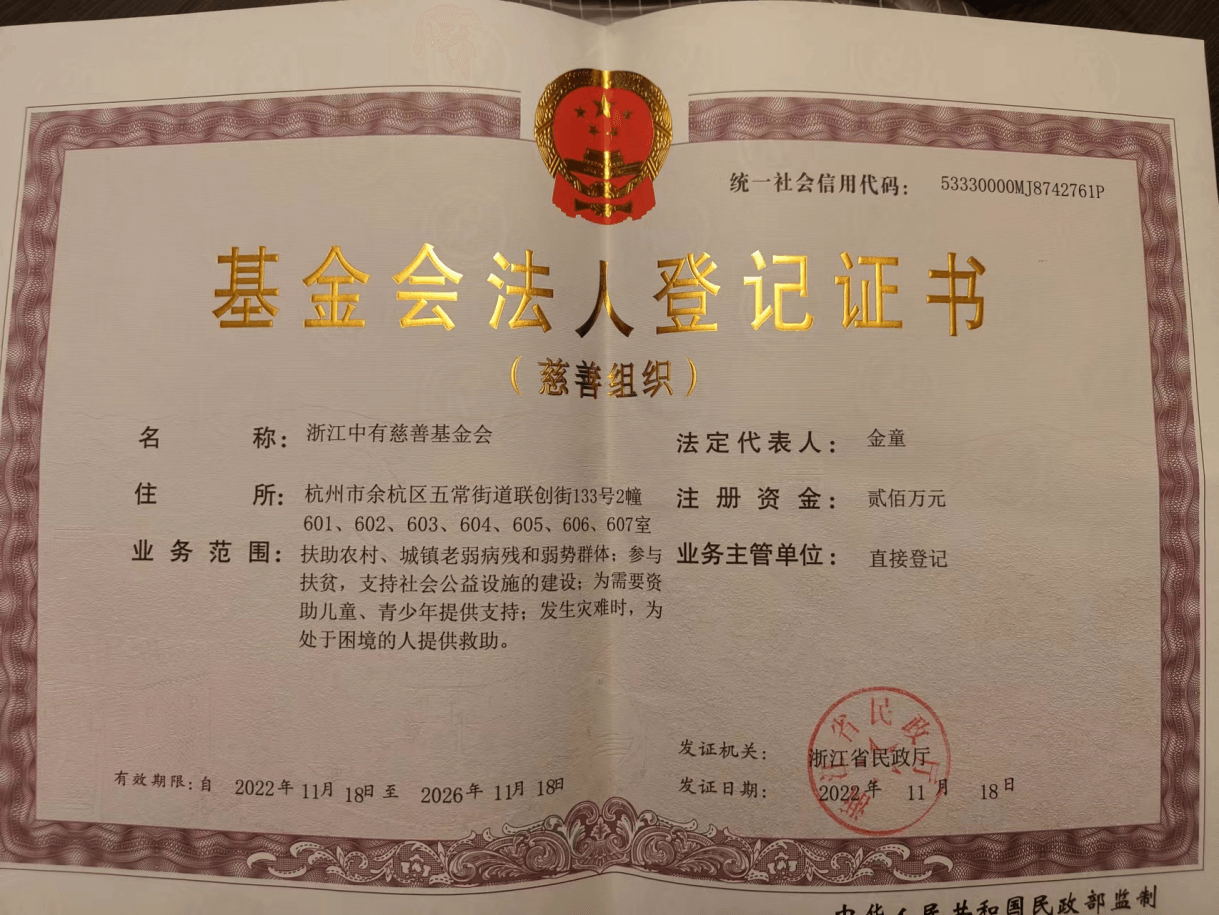 统一社会信用代码： 53330000MJ8742761P
基金会法人登记证书
（慈善组织）
名称： 浙江中有慈善基金会
住所： 杭州市余杭区五常街道联创街133号2幢
601、602、603、604、605、606、607室
业务范围： 扶助农村、城镇老弱病残和弱势群体；参与
扶贫，支持社会公益设施的建设；为需要资
助儿童、青少年提供支持；发生灾难时，为
处于困境的人提供救助。
法定代表人： 金童
注册资金： 贰佰万元
业务主管单位： 直接登记
发证机关： 浙江省民政厅
发证日期： 2022年 11月 18日
浙江省民政厅
有效期限：自 2022年 11月 18日 至 2026年 11月 18日
中华人民共和国民政部监制